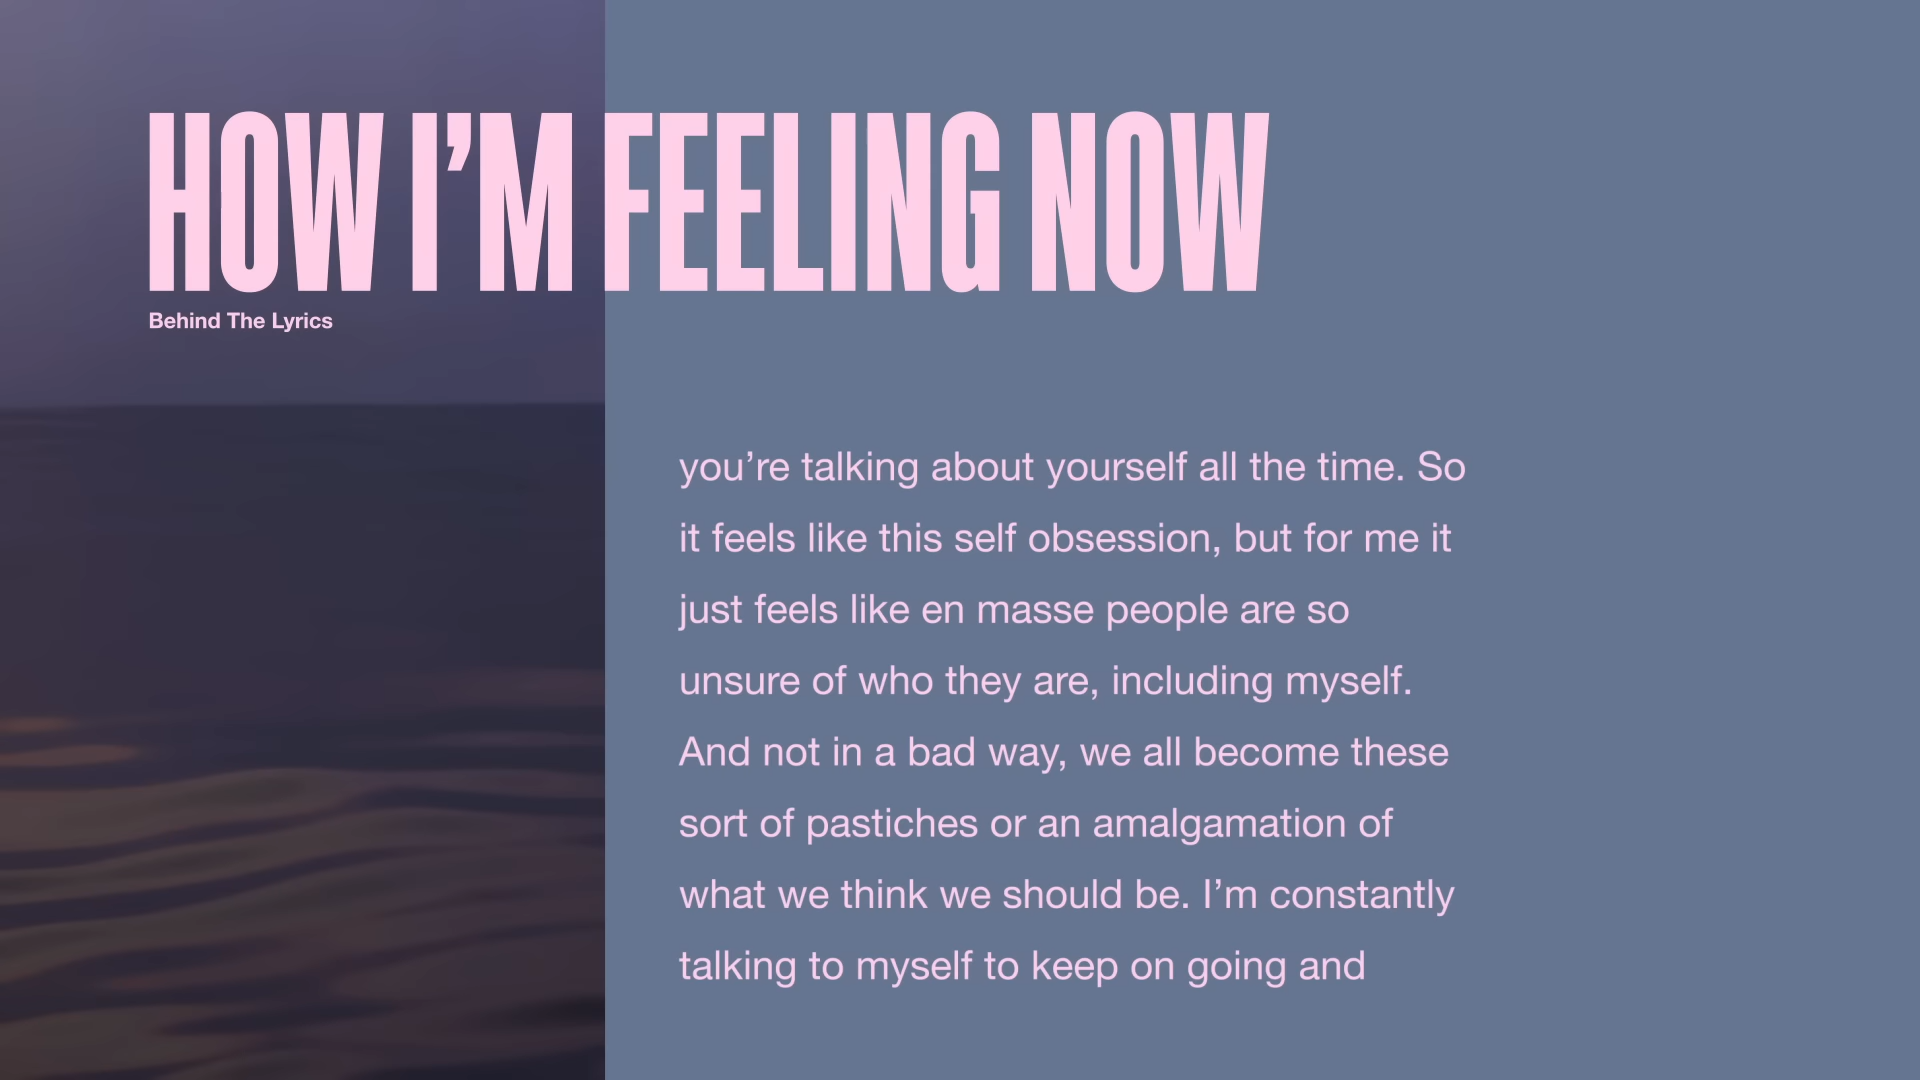 HOW I’M FEELING NOW
Behind The Lyrics
you’re talking about yourself all the time. So
it feels like this self obsession, but for me it
just feels like en masse people are so
unsure of who they are, including myself.
And not in a bad way, we all become these
sort of pastiches or an amalgamation of
what we think we should be. I’m constantly
talking to myself to keep on going and